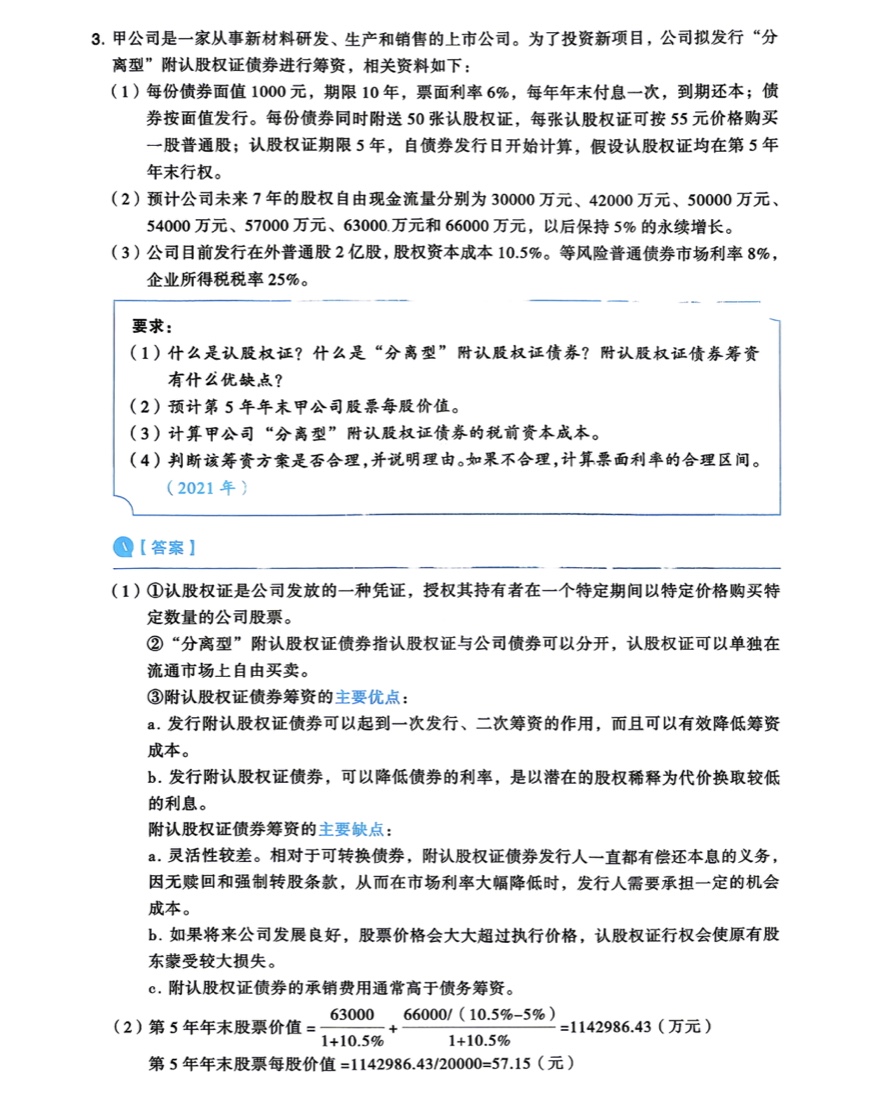 3. 甲公司是一家从事新材料研发、生产和销售的上市公司。为了投资新项目，公司拟发行“分
离型”附认股权证债券进行筹资，相关资料如下：
（1）每份债券面值 1000 元，期限 10 年，票面利率 6%，每年年末付息一次，到期还本；债
券按面值发行。每份债券同时附送 50 张认股权证，每张认股权证可按 55 元价格购买
一股普通股；认股权证期限 5 年，自债券发行日开始计算，假设认股权证均在第 5 年
年末行权。
（2）预计公司未来 7 年的股权自由现金流量分别为 30000 万元、42000 万元、50000 万元、
54000 万元、57000 万元、63000 万元和 66000 万元，以后保持 5% 的永续增长。
（3）公司目前发行在外普通股 2 亿股，股权资本成本 10.5%。等风险普通债券市场利率 8%，
企业所得税税率 25%。
要求：
（1）什么是认股权证？什么是“分离型”附认股权证债券？附认股权证债券筹资
有什么优缺点？
（2）预计第 5 年年末甲公司股票每股价值。
（3）计算甲公司“分离型”附认股权证债券的税前资本成本。
（4）判断该筹资方案是否合理，并说明理由。如果不合理，计算票面利率的合理区间。
（2021 年）
【答案】
（1）①认股权证是公司发放的一种凭证，授权其持有者在一个特定期间以特定价格购买特
定数量的公司股票。
②“分离型”附认股权证债券指认股权证与公司债券可以分开，认股权证可以单独在
流通市场上自由买卖。
③附认股权证债券筹资的主要优点：
a. 发行附认股权证债券可以起到一次发行、二次筹资的作用，而且可以有效降低筹资
成本。
b. 发行附认股权证债券，可以降低债券的利率，是以潜在的股权稀释为代价换取较低
的利息。
附认股权证债券筹资的主要缺点：
a. 灵活性较差。相对于可转换债券，附认股权证债券发行人一直都有偿还本息的义务，
因无赎回和强制转股条款，从而在市场利率大幅降低时，发行人需要承担一定的机会
成本。
b. 如果将来公司发展良好，股票价格会大大超过执行价格，认股权证行权会使原有股
东蒙受较大损失。
c. 附认股权证债券的承销费用通常高于债务筹资。
（2）第 5 年年末股票价值 = 63000/(1+10.5%) + 66000/（10.5%-5%）/(1+10.5%) =1142986.43（万元）
第 5 年年末股票每股价值 =1142986.43/20000=57.15（元）